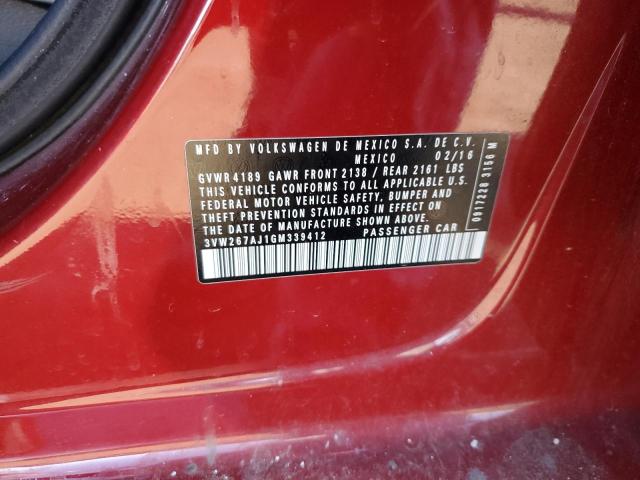 MFD BY VOLKSWAGEN DE MEXICO S.A. DE C.V.
MEXICO 02/16
GVWR 4189 GAWR FRONT 2138 / REAR 2161 LBS
THIS VEHICLE CONFORMS TO ALL APPLICABLE U.S.
FEDERAL MOTOR VEHICLE SAFETY, BUMPER AND
THEFT PREVENTION STANDARDS IN EFFECT ON
THE DATE OF MANUFACTURE SHOWN ABOVE.
3VW267AJ1GM339412 PASSENGER CAR
0917228 3156 M